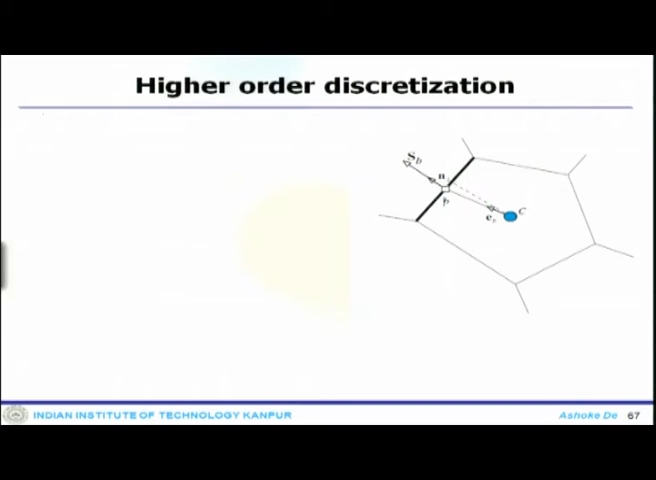 Higher order discretization
S b
n
b
e
C
INDIAN INSTITUTE OF TECHNOLOGY KANPUR
Ashoke De 67